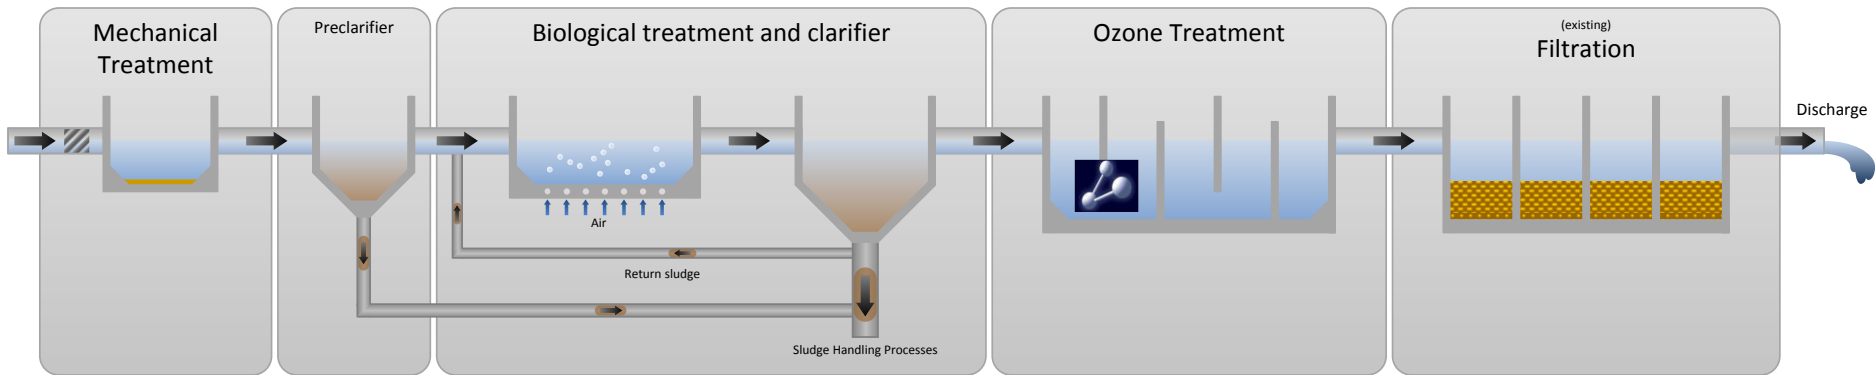 Mechanical
Treatment
Preclarifier
Biological treatment and clarifier
Ozone Treatment
(existing)
Filtration
Discharge
Air
Return sludge
Sludge Handling Processes